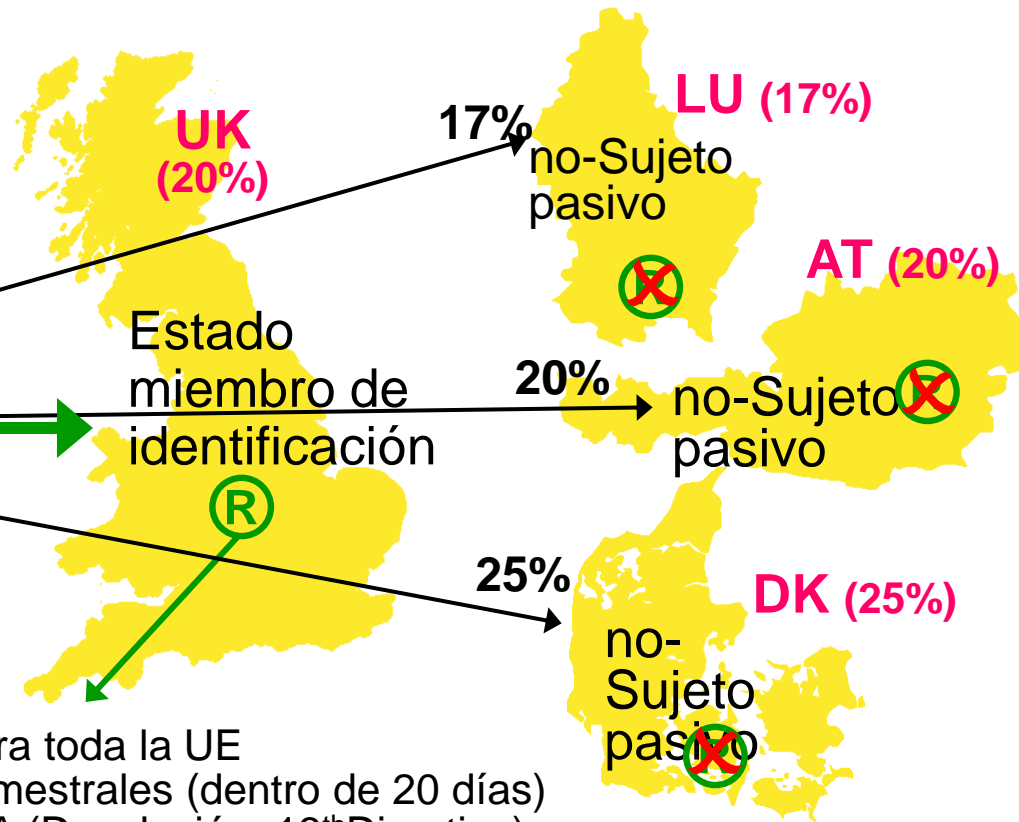 UK
(20%)
17%
LU (17%)
no-Sujeto
pasivo
R
AT (20%)
Estado
miembro de
identificación
R
20%
no-Sujeto
pasivo
25%
DK (25%)
no-
Sujeto
pasivo
ra toda la UE
mestrales (dentro de 20 días)